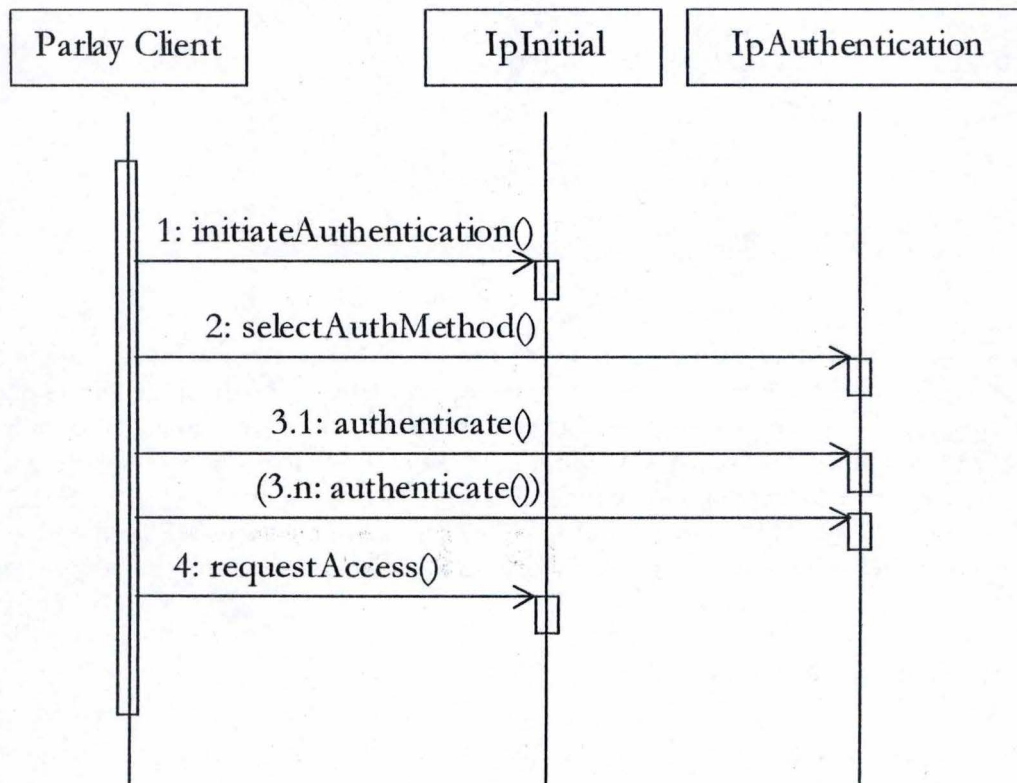 Parlay Client
IpInitial
IpAuthentication
1: initiateAuthentication()
2: selectAuthMethod()
3.1: authenticate()
(3.n: authenticate())
4: requestAccess()